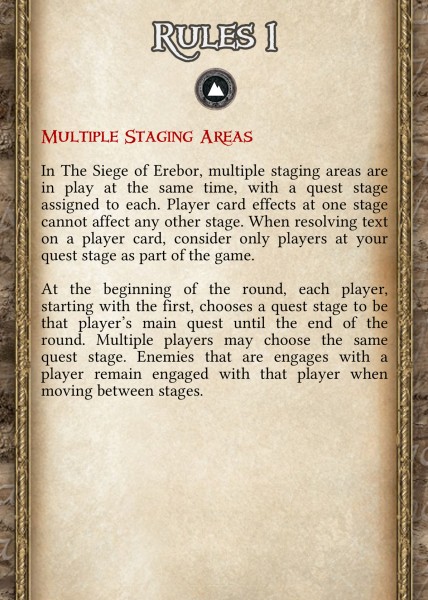 Rules 1
Multiple Staging Areas
In The Siege of Erebor, multiple staging areas are
in play at the same time, with a quest stage
assigned to each. Player card effects at one stage
cannot affect any other stage. When resolving text
on a player card, consider only players at your
quest stage as part of the game.
At the beginning of the round, each player,
starting with the first, chooses a quest stage to be
that player's main quest until the end of the
round. Multiple players may choose the same
quest stage. Enemies that are engages with a
player remain engaged with that player when
moving between stages.